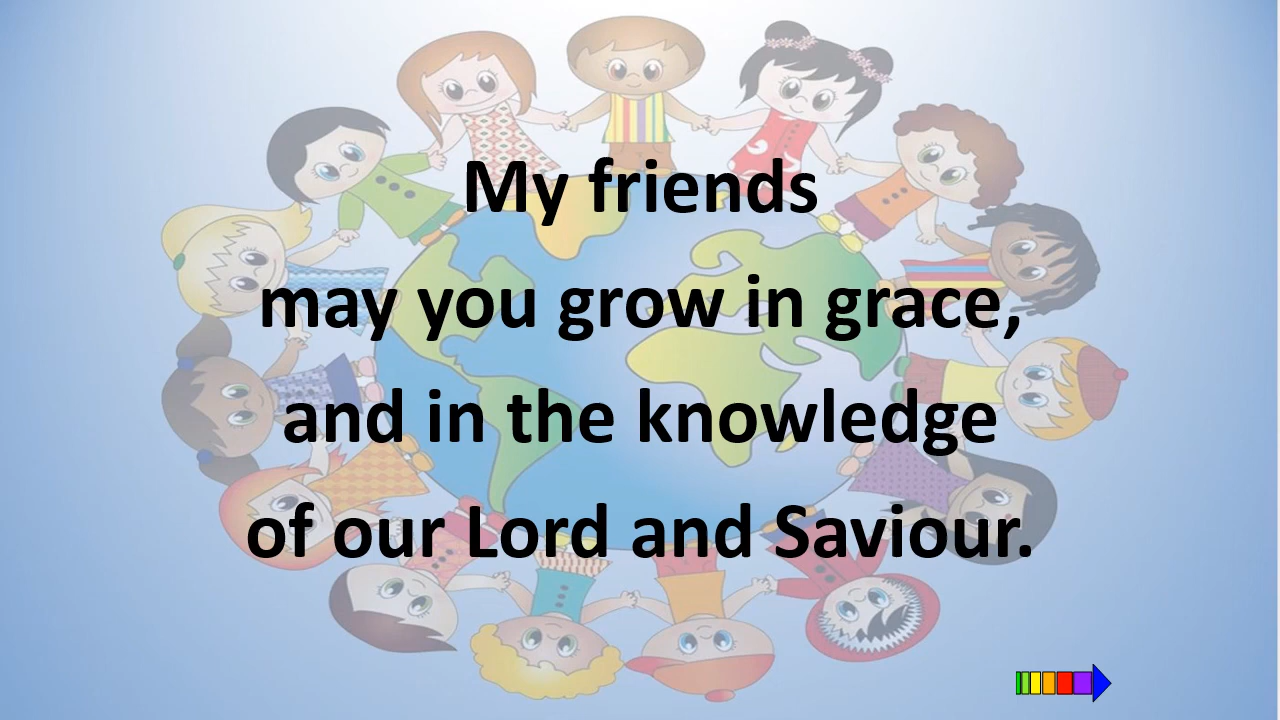 My friends
may you grow in grace,
and in the knowledge
of our Lord and Saviour.